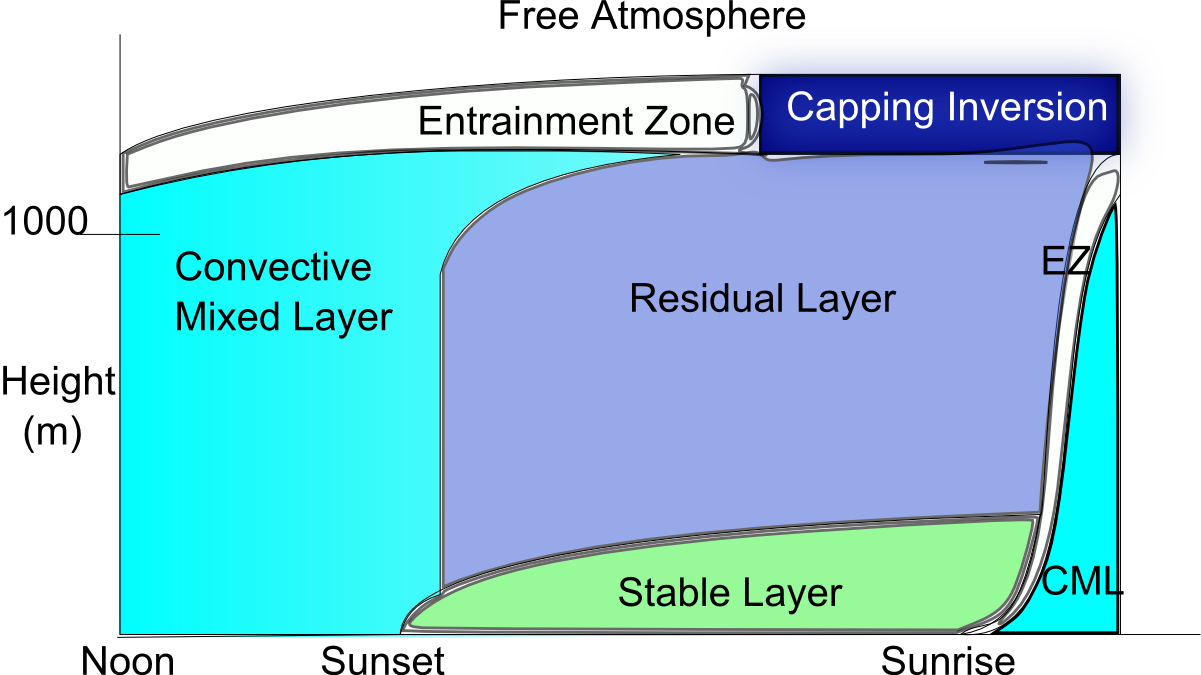 Free Atmosphere
Entrainment Zone
Capping Inversion
1000
Convective
Mixed Layer
EZ
Residual Layer
Height
(m)
Stable Layer
CML
Noon
Sunset
Sunrise